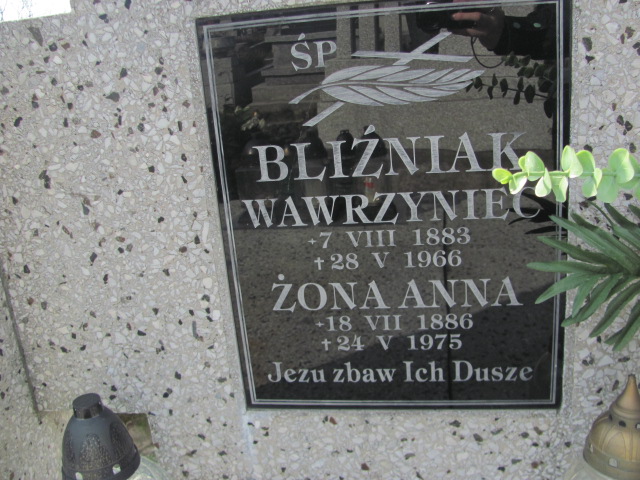 ŚP
BLIŹNIAK
WAWRZYNIEC
*7 VIII 1883
†28 V 1966
ŻONA ANNA
*18 VII 1886
†24 V 1975
Jezu zbaw Ich Dusze